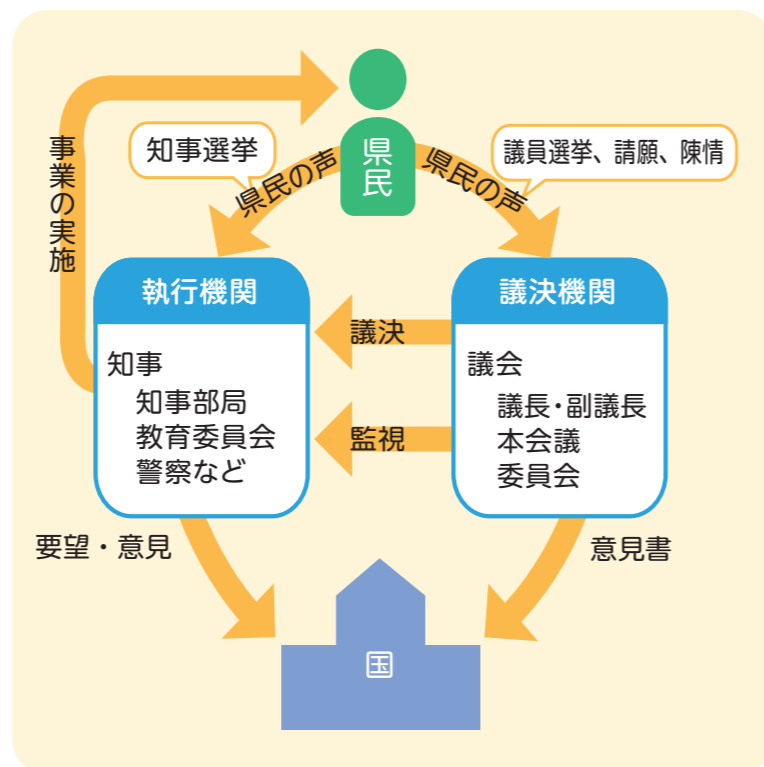 県民
知事選挙
議員選挙、請願、陳情
県民の声
県民の声
事業の実施
執行機関
知事
知事部局
教育委員会
警察など
議決
監視
議決機関
議会
議長・副議長
本会議
委員会
要望・意見
意見書
国